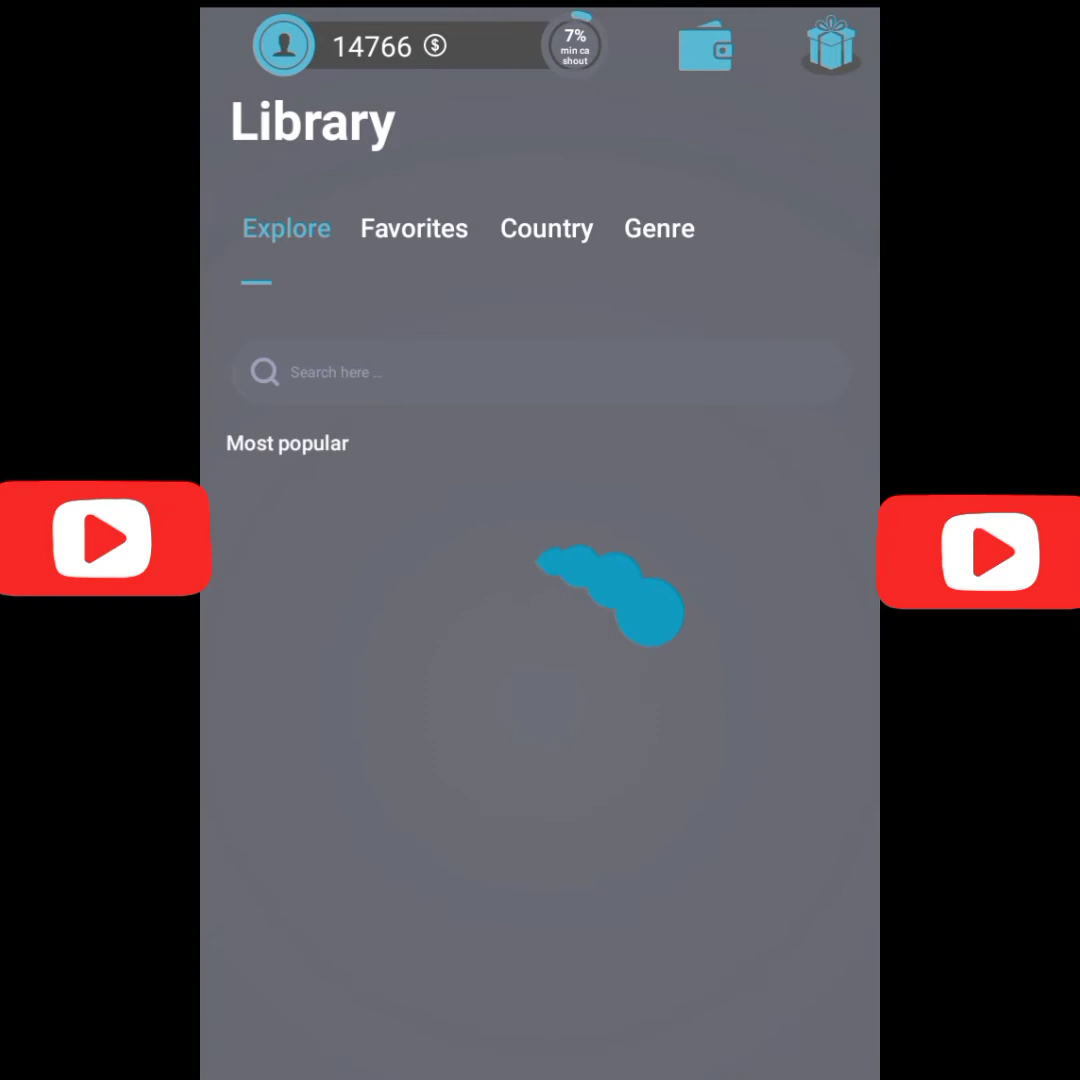 14766
7%
min ca
shout
Library
Explore Favorites Country Genre
Search here ...
Most popular